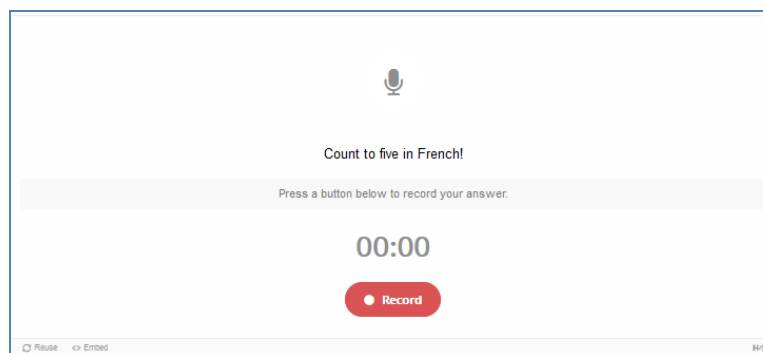 Count to five in French!
Press a button below to record your answer.
00:00
Record
Reuse <> Embed